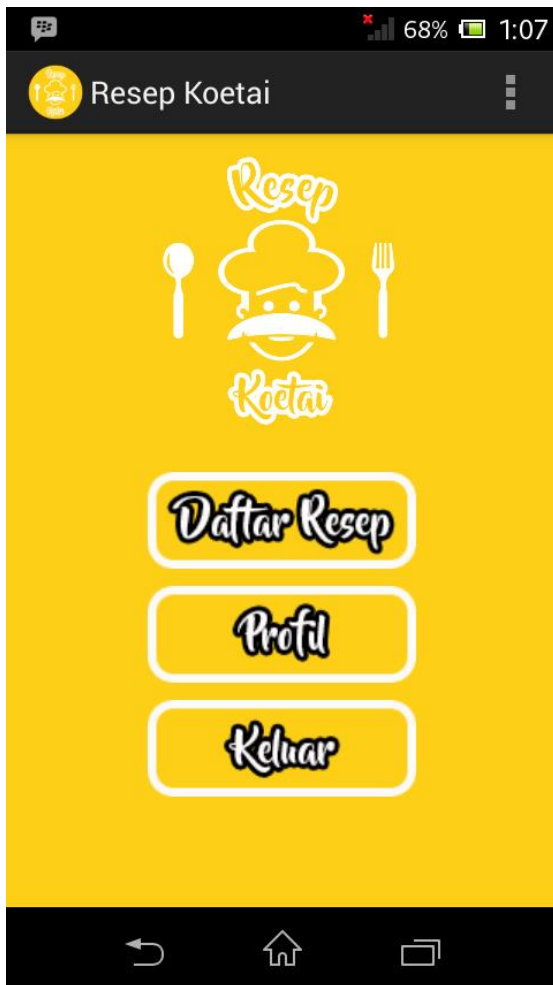 68% 1:07
Resep Koetai
Resep
Koetai
Daftar Resep
Profil
Keluar